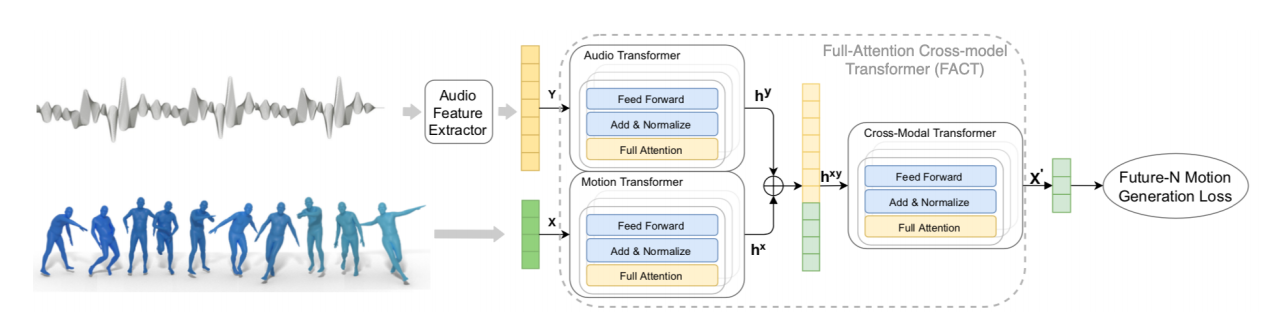 Full-Attention Cross-model
Transformer (FACT)
Audio
Feature
Extractor
Y
Audio Transformer
Feed Forward
Add & Normalize
Full Attention
h^y
X
Motion Transformer
Feed Forward
Add & Normalize
Full Attention
h^x
h^xy
Cross-Modal Transformer
Feed Forward
Add & Normalize
Full Attention
X'
Future-N Motion
Generation Loss